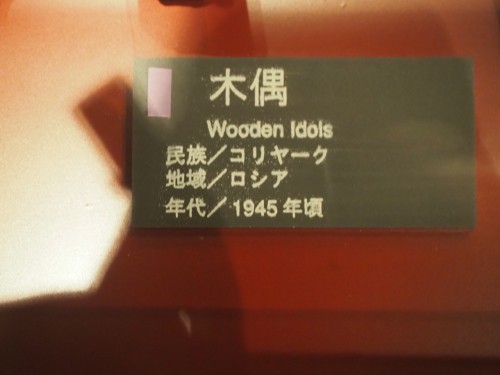 木偶
Wooden Idols
民族／コリヤーク
地域／ロシア
年代／1945年頃